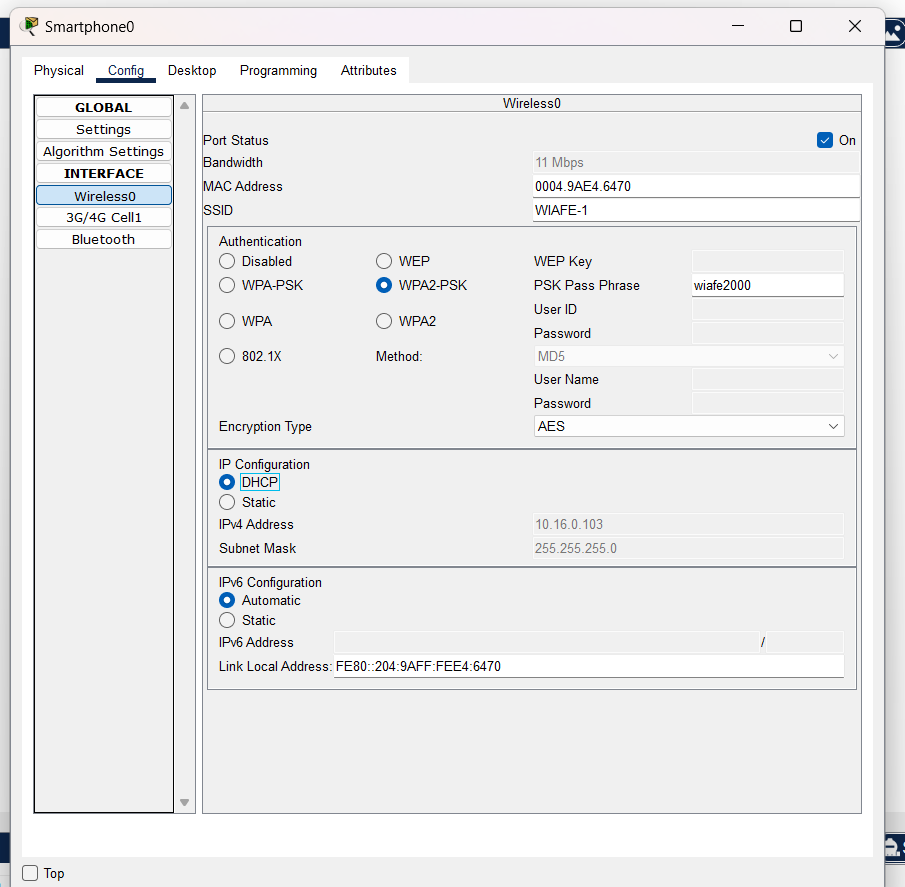 Smartphone0
Physical Config Desktop Programming Attributes
GLOBAL
Settings
Algorithm Settings
INTERFACE
Wireless0
3G/4G Cell1
Bluetooth
Wireless0
Port Status On
Bandwidth 11 Mbps
MAC Address 0004.9AE4.6470
SSID WIAFE-1
Authentication
Disabled WEP WEP Key
WPA-PSK WPA2-PSK PSK Pass Phrase wiafe2000
User ID
WPA WPA2
Password
802.1X Method: MD5
User Name
Password
Encryption Type AES
IP Configuration
DHCP
Static
IPv4 Address 10.16.0.103
Subnet Mask 255.255.255.0
IPv6 Configuration
Automatic
Static
IPv6 Address /
Link Local Address: FE80::204:9AFF:FEE4:6470
Top